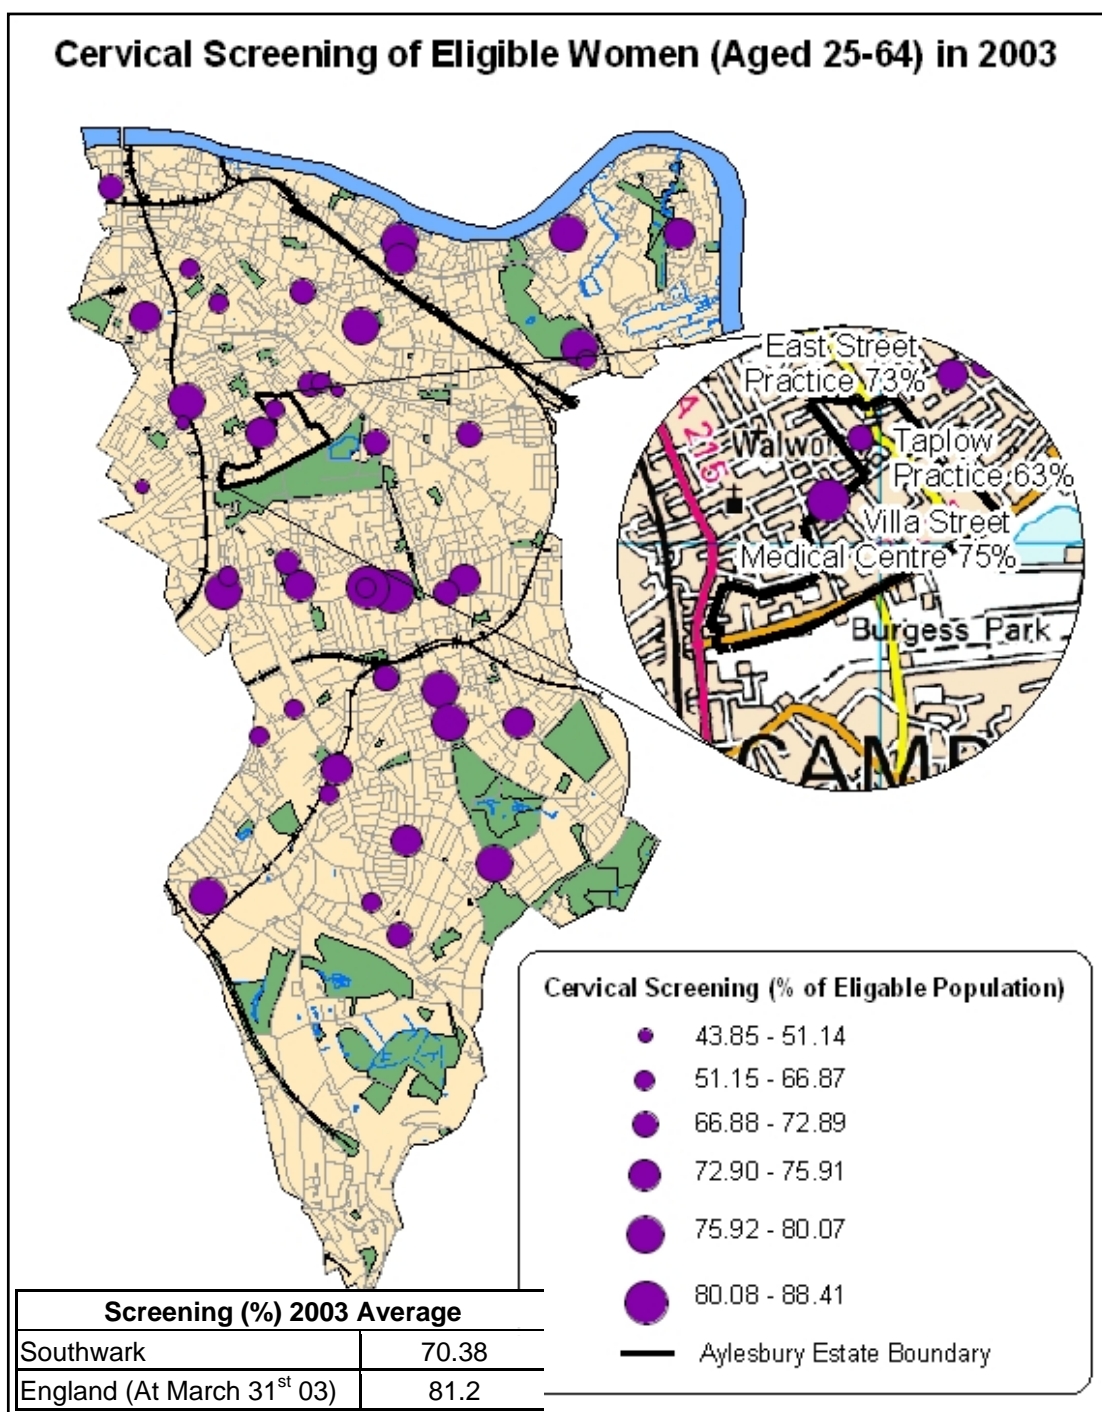 Cervical Screening of Eligible Women (Aged 25-64) in 2003
East Street
Practice 73%
A 215
Walwor
Taplow
Practice 63%
Villa Street
Medical Centre 75%
Burgess Park
CAMB
Cervical Screening (% of Eligable Population)
43.85 - 51.14
51.15 - 66.87
66.88 - 72.89
72.90 - 75.91
75.92 - 80.07
80.08 - 88.41
Aylesbury Estate Boundary
Screening (%) 2003 Average
Southwark 70.38
England (At March 31st 03) 81.2